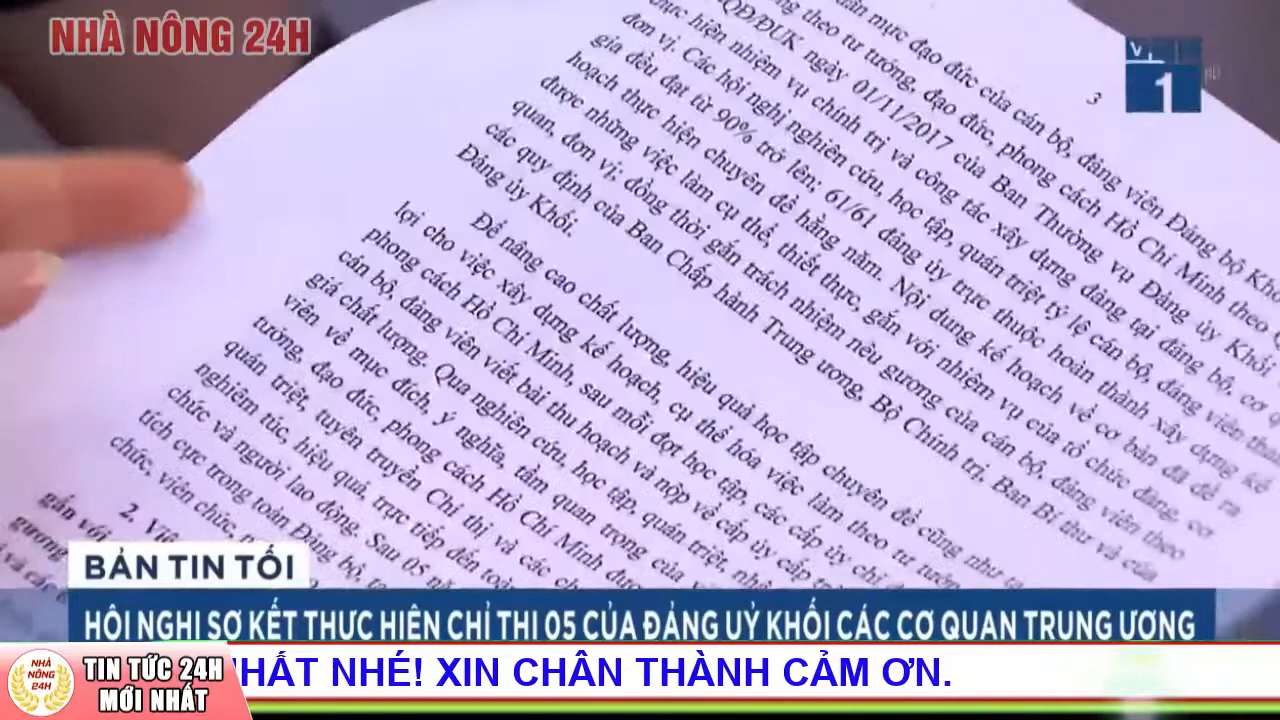 NHÀ NÔNG 24H
1
3
mực đạo đức của cán bộ, đảng viên Đảng bộ Khối
theo tư tưởng, đạo đức, phong cách Hồ Chí Minh theo
QĐ/ĐUK ngày 01/11/2017 của Ban Thường vụ Đảng ủy Khối
hiện nhiệm vụ chính trị và công tác xây dựng đảng tại đảng bộ, cơ
đơn vị. Các hội nghị nghiên cứu, học tập, quán triệt tỷ lệ cán bộ, đảng viên
gia đều đạt từ 90% trở lên; 61/61 đảng ủy trực thuộc hoàn thành xây dựng kế
hoạch thực hiện chuyên đề hằng năm. Nội dung kế hoạch về cơ bản đã đề ra
được những việc làm cụ thể, thiết thực, gắn với nhiệm vụ của tổ chức đảng, cơ
quan, đơn vị; đồng thời gắn trách nhiệm nêu gương của cán bộ, đảng viên theo
các quy định của Ban Chấp hành Trung ương, Bộ Chính trị, Ban Bí thư và của
Đảng ủy Khối.
Để nâng cao chất lượng, hiệu quả học tập chuyên đề cũng như
lợi cho việc xây dựng kế hoạch, cụ thể hóa việc làm theo tư tưởng
phong cách Hồ Chí Minh, sau mỗi đợt học tập, các cấp ủy chỉ
cán bộ, đảng viên viết bài thu hoạch và nộp về cấp ủy cấp
giá chất lượng. Qua nghiên cứu, học tập, quán triệt,
viên về mục đích, ý nghĩa, tầm quan trọng của
tưởng, đạo đức, phong cách Hồ Chí Minh
quán triệt, tuyên truyền Chỉ thị và các
nghiêm túc, hiệu quả, trực tiếp đến toàn
chức và người lao động. Sau 05
tích cực trong toàn Đảng bộ,
chức, viên chức,
2.
gắn với
gương
và các
BẢN TIN TỐI
HỘI NGHỊ SƠ KẾT THỰC HIỆN CHỈ THỊ 05 CỦA ĐẢNG UỶ KHỐI CÁC CƠ QUAN TRUNG ƯƠNG
NHÀ NÔNG 24H
TIN TỨC 24H
MỚI NHẤT
NHẤT NHÉ! XIN CHÂN THÀNH CẢM ƠN.